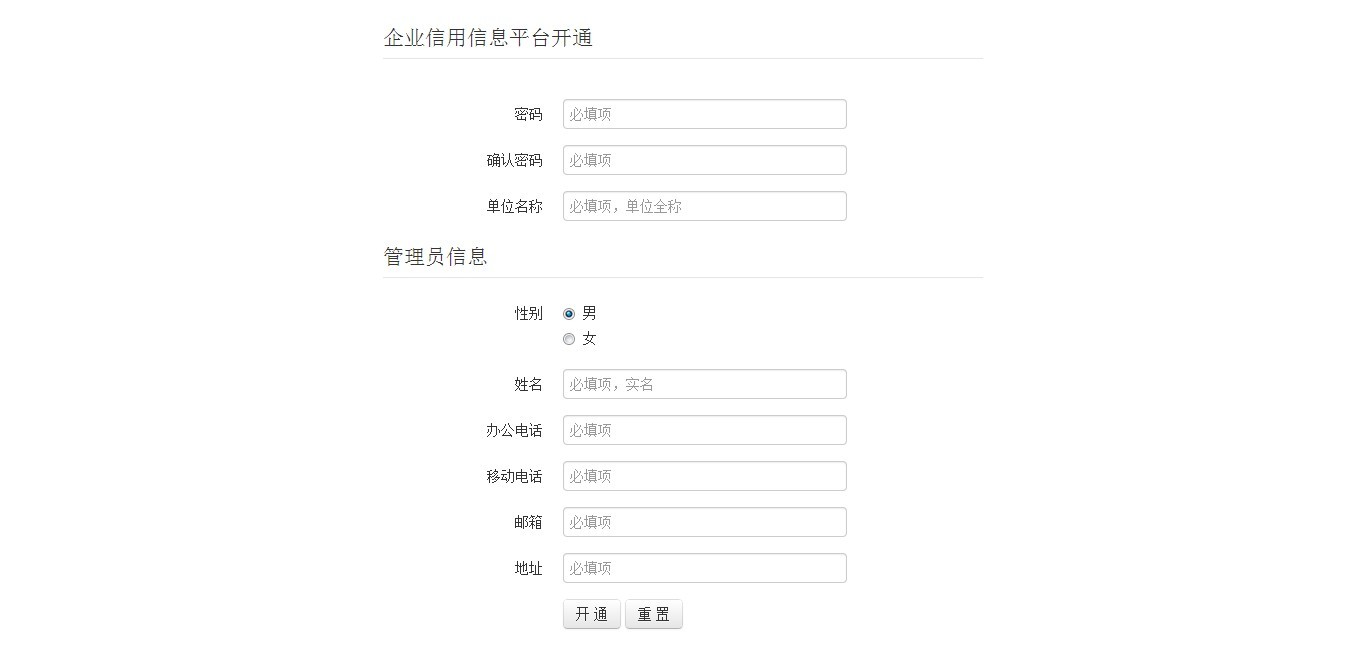 企业信用信息平台开通
密码 必填项
确认密码 必填项
单位名称 必填项，单位全称
管理员信息
性别 男
女
姓名 必填项，实名
办公电话 必填项
移动电话 必填项
邮箱 必填项
地址 必填项
开 通 重 置